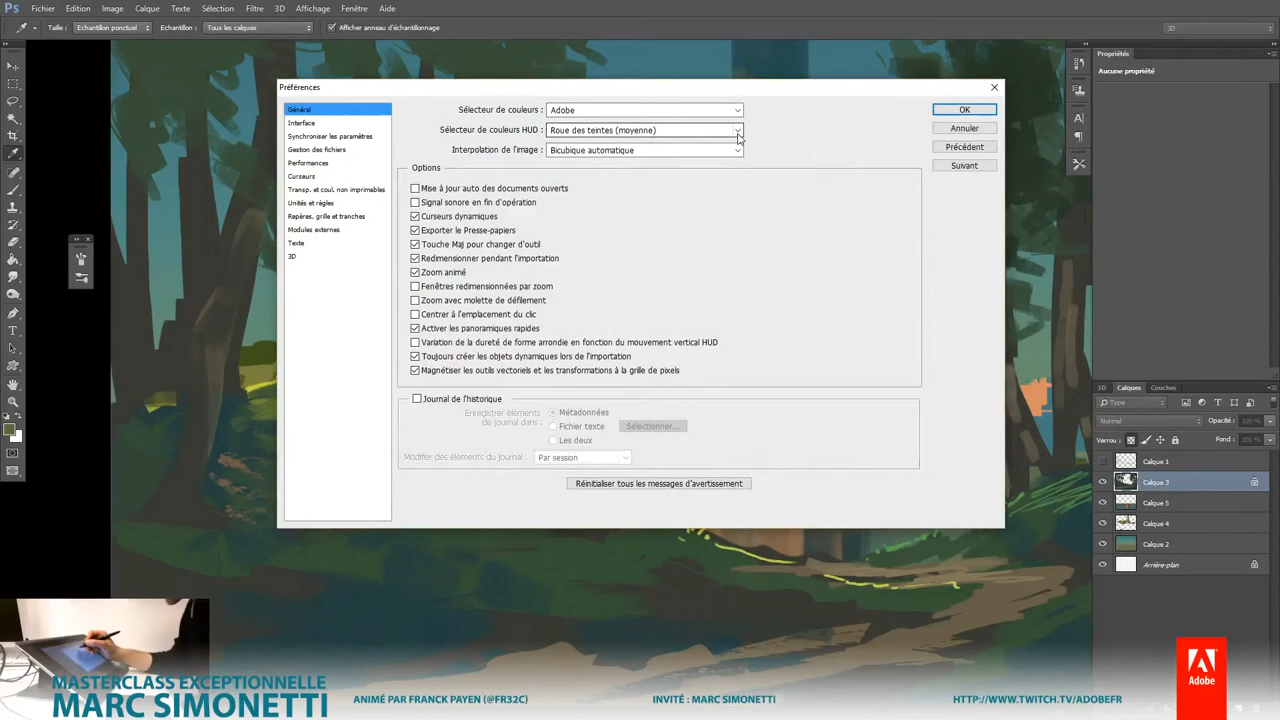 Ps Fichier Edition Image Calque Texte Sélection Filtre 3D Affichage Fenêtre Aide
Taille : Echantillon ponctuel Echantillon : Tous les calques Afficher anneau d'échantillonnage 3D
Préférences
Général
Interface
Synchroniser les paramètres
Gestion des fichiers
Performances
Curseurs
Transp. et coul. non imprimables
Unités et règles
Repères, grille et tranches
Modules externes
Texte
3D
Sélecteur de couleurs : Adobe
Sélecteur de couleurs HUD : Roue des teintes (moyenne)
Interpolation de l'image : Bicubique automatique
Options
Mise à jour auto des documents ouverts
Signal sonore en fin d'opération
Curseurs dynamiques
Exporter le Presse-papiers
Touche Maj pour changer d'outil
Redimensionner pendant l'importation
Zoom animé
Fenêtres redimensionnées par zoom
Zoom avec molette de défilement
Centrer à l'emplacement du clic
Activer les panoramiques rapides
Variation de la dureté de forme arrondie en fonction du mouvement vertical HUD
Toujours créer les objets dynamiques lors de l'importation
Magnétiser les outils vectoriels et les transformations à la grille de pixels
Journal de l'historique
Enregistrer éléments de journal dans :
Métadonnées
Fichier texte Sélectionner...
Les deux
Modifier des éléments du journal : Par session
Réinitialiser tous les messages d'avertissement
OK
Annuler
Précédent
Suivant
Propriétés
Aucune propriété
3D Calques Couches
Type
Normal Opacité : 100 %
Verrou : Fond : 100 %
Calque 1
Calque 3
Calque 5
Calque 4
Calque 2
Arrière-plan
MASTERCLASS EXCEPTIONNELLE
MARC SIMONETTI
ANIMÉ PAR FRANCK PAYEN (@FR32C) INVITÉ : MARC SIMONETTI HTTP://WWW.TWITCH.TV/ADOBEFR
Adobe